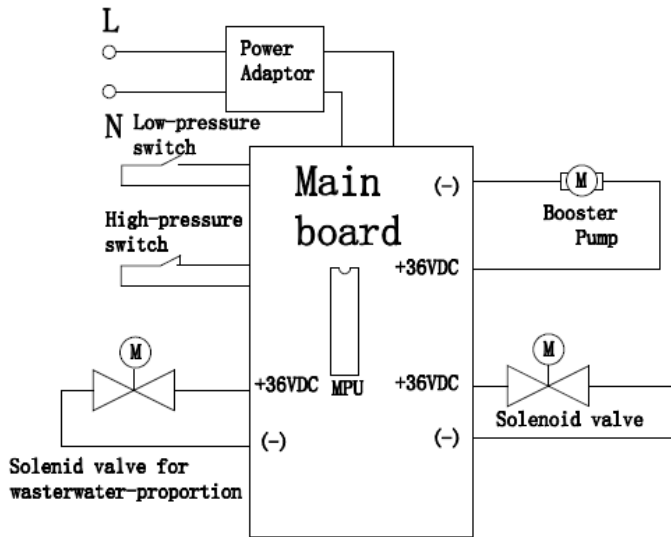 L
Power
Adaptor
N
Low-pressure
switch
Main
board
(-)
M
Booster
Pump
High-pressure
switch
+36VDC
M
M
+36VDC
MPU
+36VDC
Solenoid valve
(-)
(-)
Solenid valve for
wasterwater-proportion